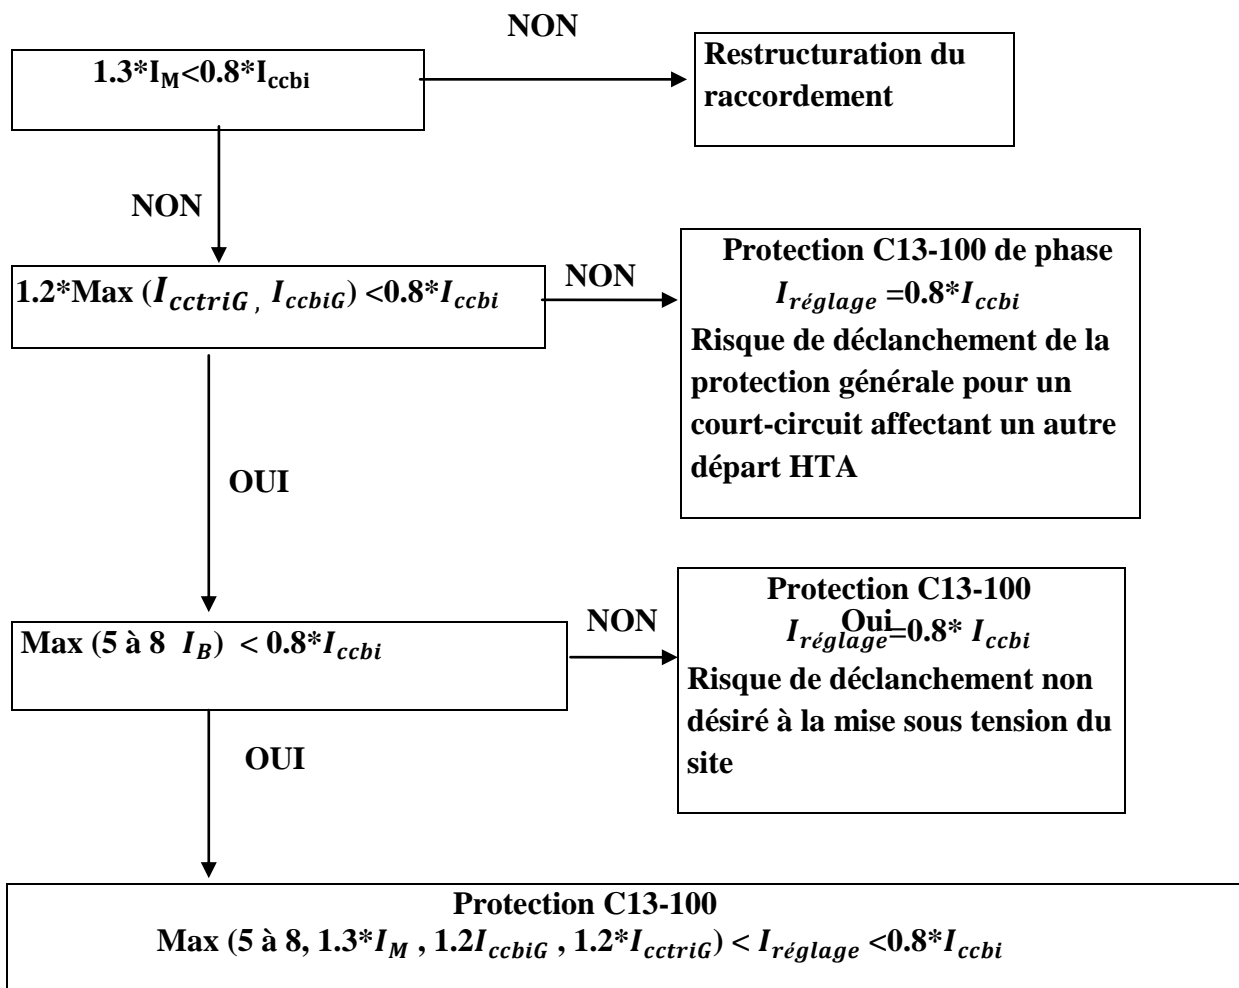 NON
1.3*I_M<0.8*I_ccbi
Restructuration du
raccordement
NON
1.2*Max (I_cctriG , I_ccbiG) <0.8*I_ccbi
NON
Protection C13-100 de phase
I_réglage =0.8*I_ccbi
Risque de déclanchement de la
protection générale pour un
court-circuit affectant un autre
départ HTA
OUI
Max (5 à 8 I_B) < 0.8*I_ccbi
NON
Protection C13-100
Oui
I_réglage=0.8* I_ccbi
Risque de déclanchement non
désiré à la mise sous tension du
site
OUI
Protection C13-100
Max (5 à 8, 1.3*I_M , 1.2I_ccbiG , 1.2*I_cctriG) < I_réglage <0.8*I_ccbi